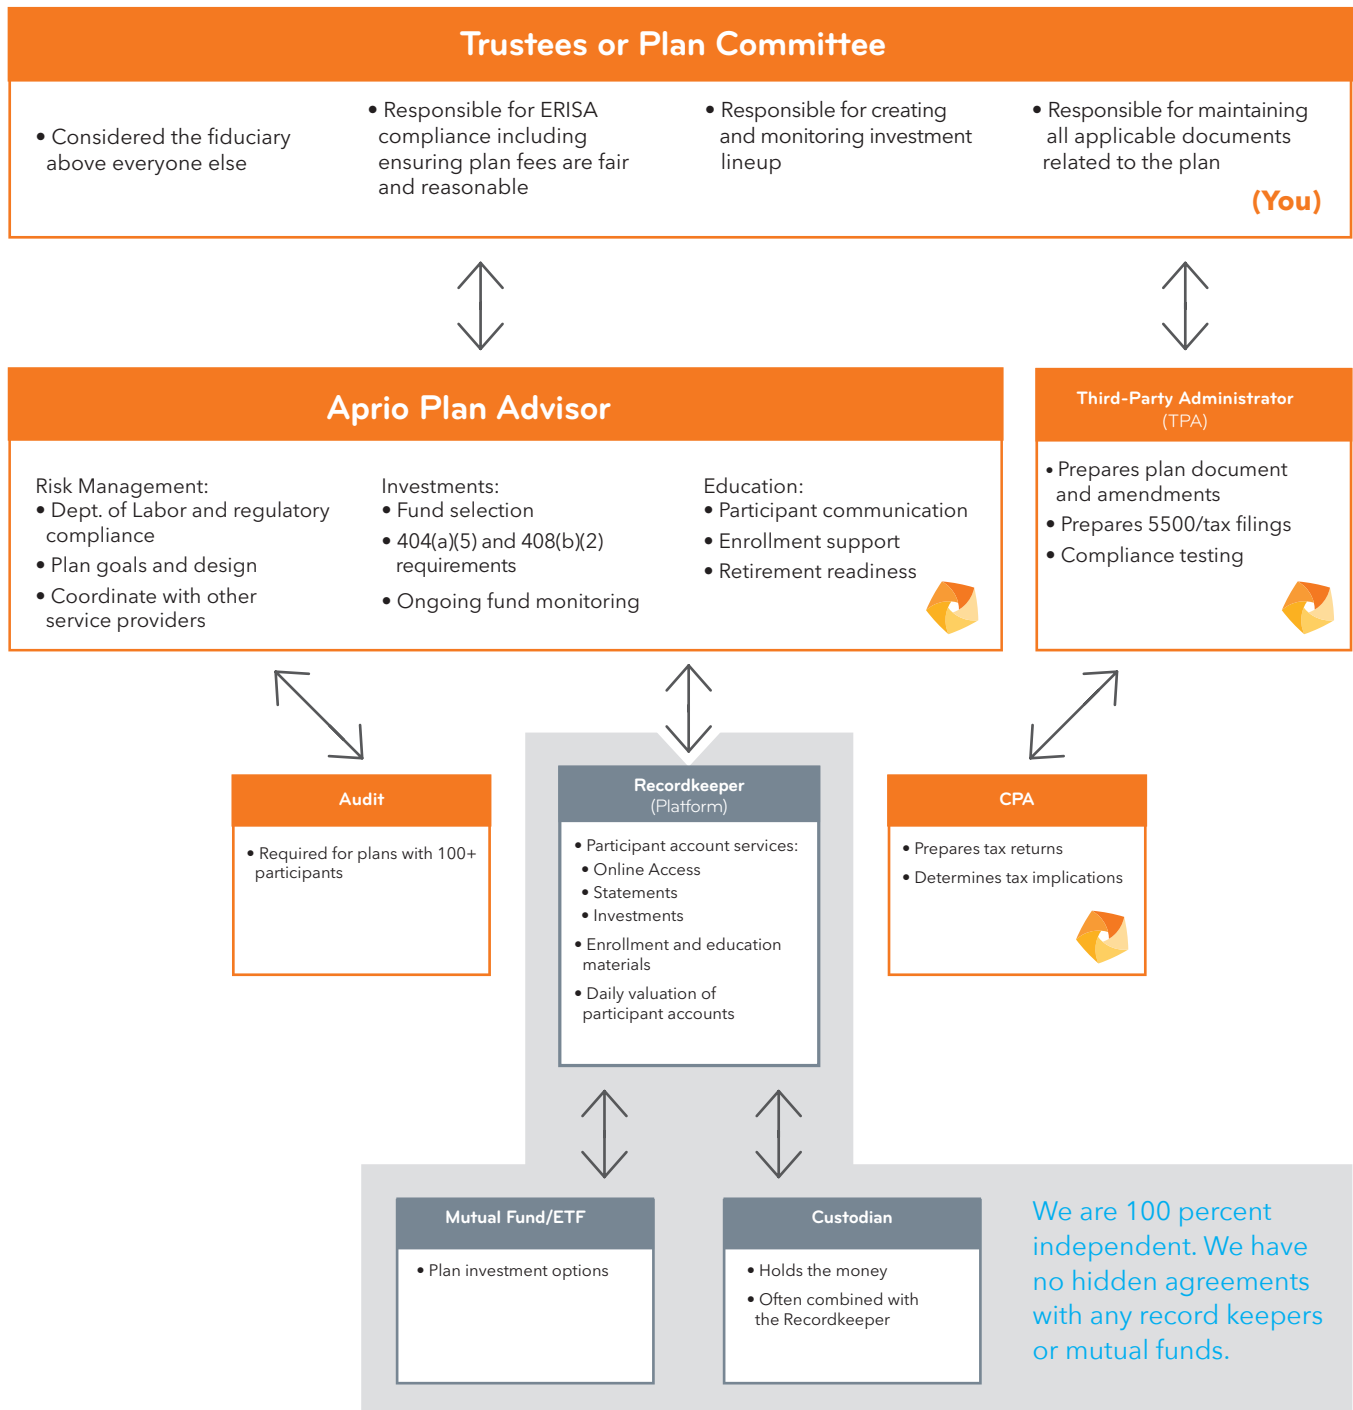 Trustees or Plan Committee
• Considered the fiduciary
above everyone else
• Responsible for ERISA
compliance including
ensuring plan fees are fair
and reasonable
• Responsible for creating
and monitoring investment
lineup
• Responsible for maintaining
all applicable documents
related to the plan
(You)
Aprio Plan Advisor
Risk Management:
• Dept. of Labor and regulatory
compliance
• Plan goals and design
• Coordinate with other
service providers
Investments:
• Fund selection
• 404(a)(5) and 408(b)(2)
requirements
• Ongoing fund monitoring
Education:
• Participant communication
• Enrollment support
• Retirement readiness
Third-Party Administrator
(TPA)
• Prepares plan document
and amendments
• Prepares 5500/tax filings
• Compliance testing
Audit
• Required for plans with 100+
participants
Recordkeeper
(Platform)
• Participant account services:
• Online Access
• Statements
• Investments
• Enrollment and education
materials
• Daily valuation of
participant accounts
CPA
• Prepares tax returns
• Determines tax implications
Mutual Fund/ETF
• Plan investment options
Custodian
• Holds the money
• Often combined with
the Recordkeeper
We are 100 percent
independent. We have
no hidden agreements
with any record keepers
or mutual funds.